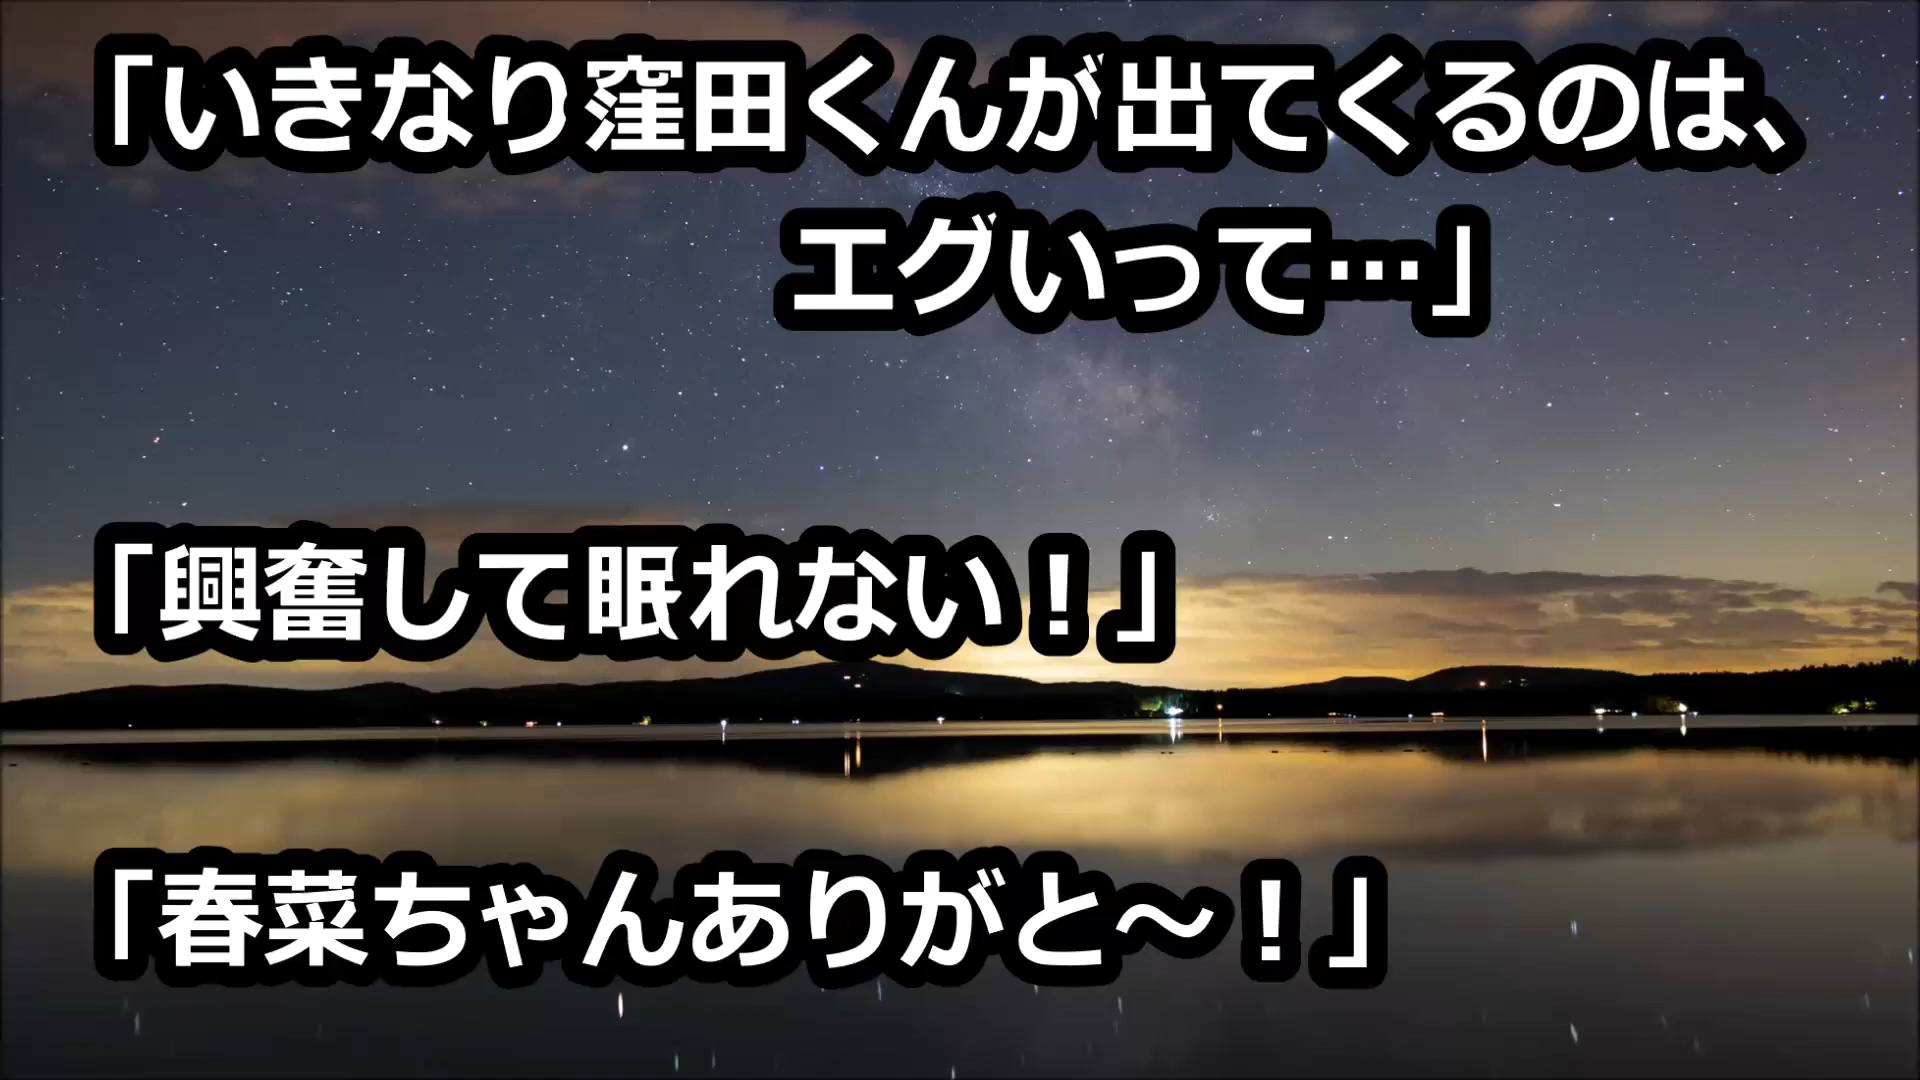 「いきなり窪田くんが出てくるのは、
エグいって…」
「興奮して眠れない！」
「春菜ちゃんありがと～！」